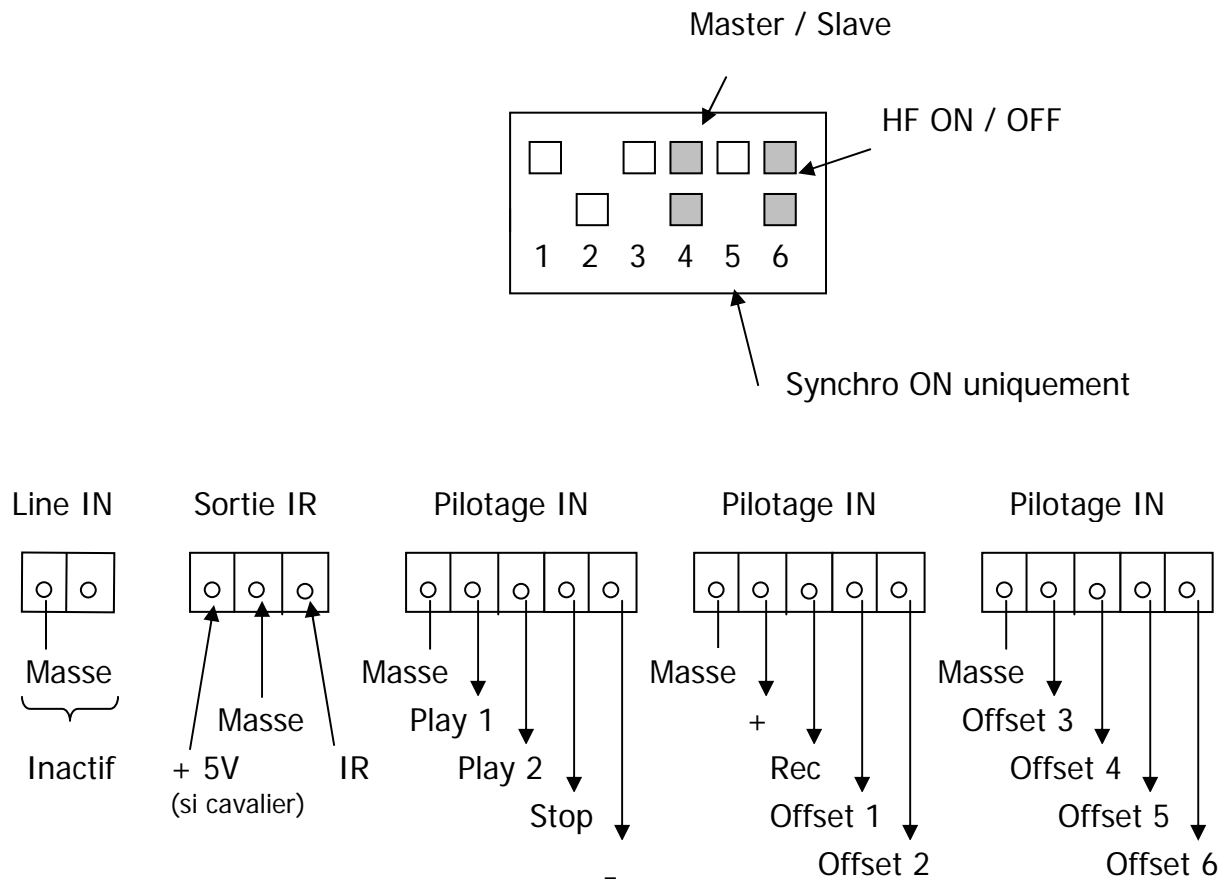 Master / Slave
HF ON / OFF
1 2 3 4 5 6
Synchro ON uniquement
Line IN
Sortie IR
Pilotage IN
Pilotage IN
Pilotage IN
Masse
Inactif
+ 5V
(si cavalier)
Masse
IR
Masse
Play 1
Play 2
Stop
-
Masse
+
Rec
Offset 1
Offset 2
Masse
Offset 3
Offset 4
Offset 5
Offset 6